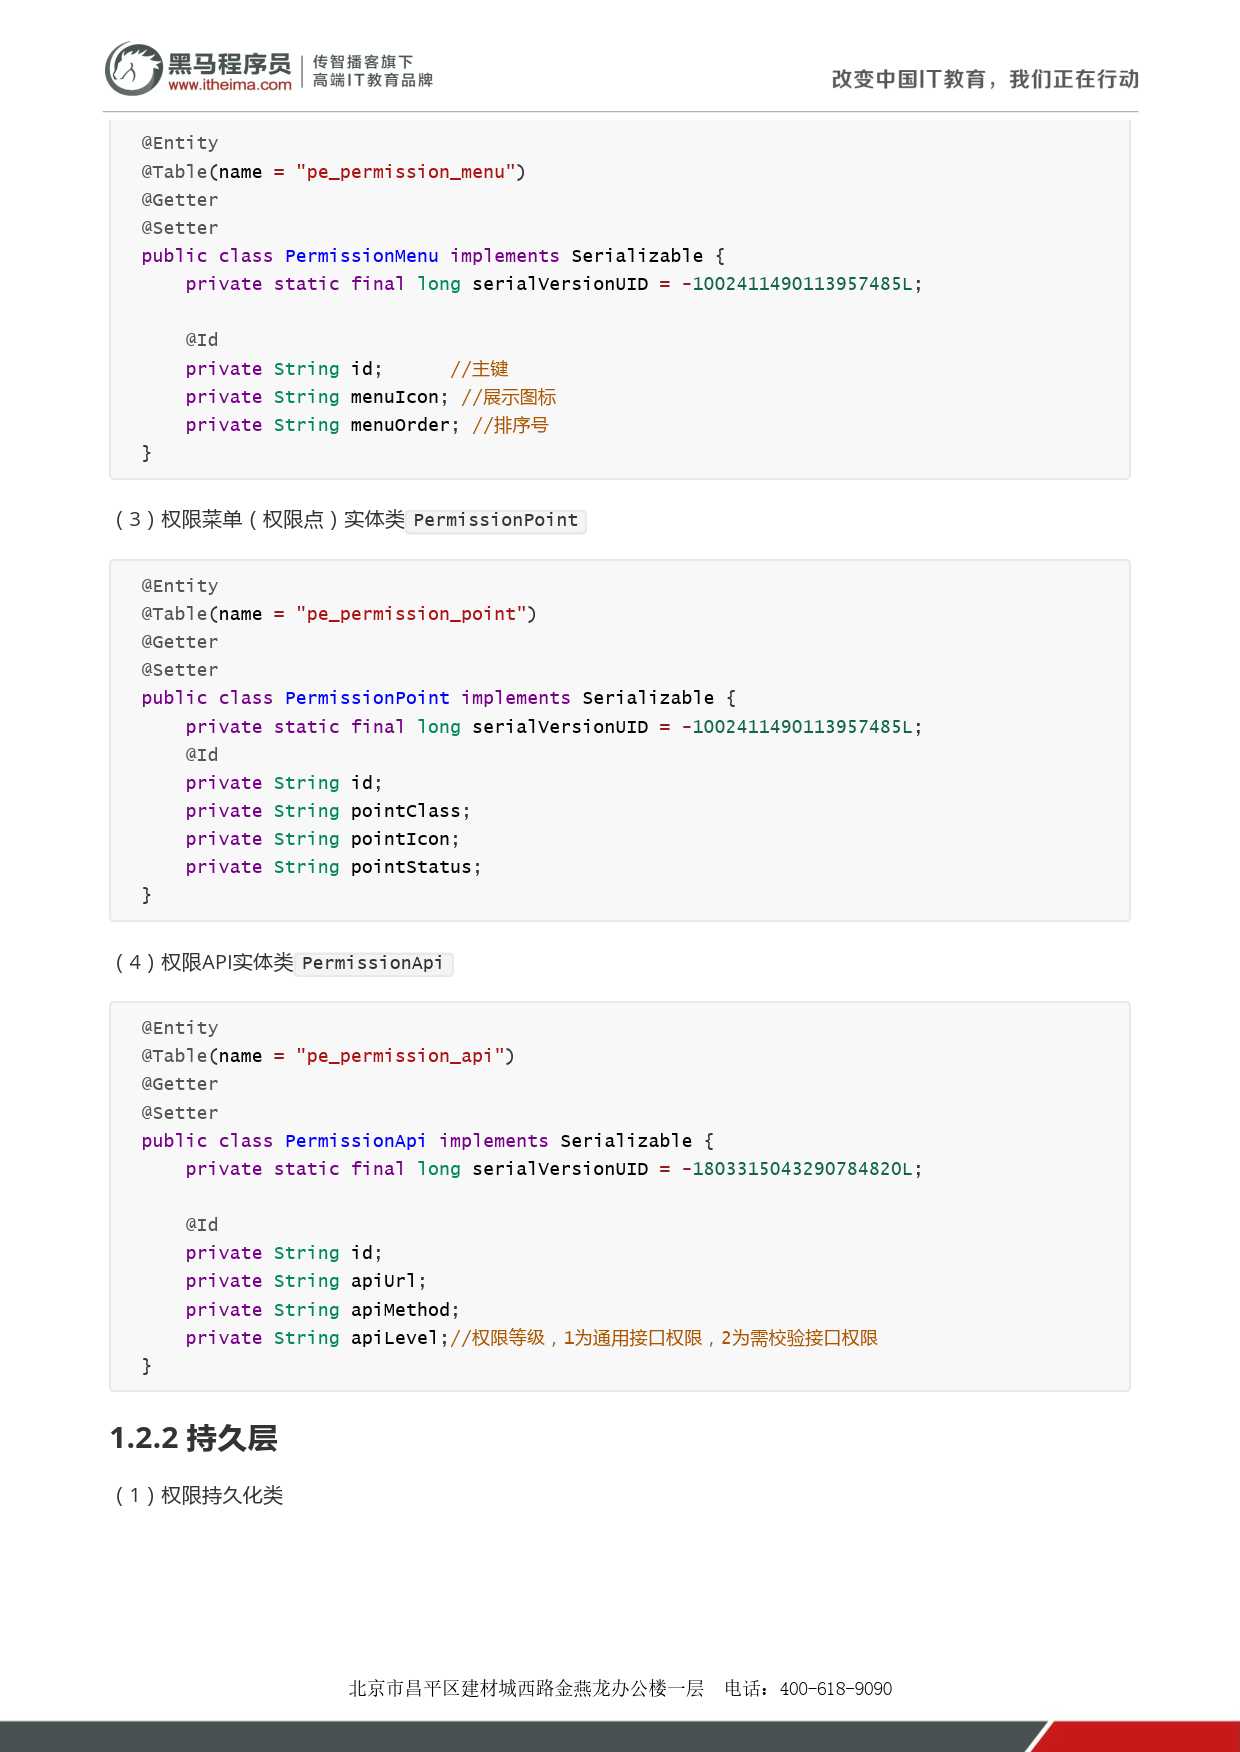 黑马程序员
www.itheima.com
传智播客旗下
高端IT教育品牌
改变中国IT教育，我们正在行动
@Entity
@Table(name = "pe_permission_menu")
@Getter
@Setter
public class PermissionMenu implements Serializable {
    private static final long serialVersionUID = -1002411490113957485L;
    @Id
    private String id;      //主键
    private String menuIcon; //展示图标
    private String menuOrder; //排序号
}
（3）权限菜单（权限点）实体类 PermissionPoint
@Entity
@Table(name = "pe_permission_point")
@Getter
@Setter
public class PermissionPoint implements Serializable {
    private static final long serialVersionUID = -1002411490113957485L;
    @Id
    private String id;
    private String pointClass;
    private String pointIcon;
    private String pointStatus;
}
（4）权限API实体类 PermissionApi
@Entity
@Table(name = "pe_permission_api")
@Getter
@Setter
public class PermissionApi implements Serializable {
    private static final long serialVersionUID = -1803315043290784820L;
    @Id
    private String id;
    private String apiUrl;
    private String apiMethod;
    private String apiLevel;//权限等级，1为通用接口权限，2为需校验接口权限
}
1.2.2 持久层
（1）权限持久化类
北京市昌平区建材城西路金燕龙办公楼一层  电话：400-618-9090